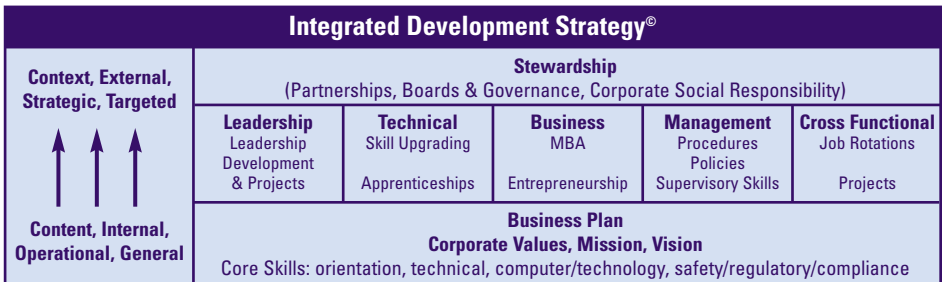 Integrated Development Strategy©
Context, External,
Strategic, Targeted
Content, Internal,
Operational, General
Stewardship
(Partnerships, Boards & Governance, Corporate Social Responsibility)
Leadership
Leadership
Development
& Projects
Technical
Skill Upgrading
Apprenticeships
Business
MBA
Entrepreneurship
Management
Procedures
Policies
Supervisory Skills
Cross Functional
Job Rotations
Projects
Business Plan
Corporate Values, Mission, Vision
Core Skills: orientation, technical, computer/technology, safety/regulatory/compliance